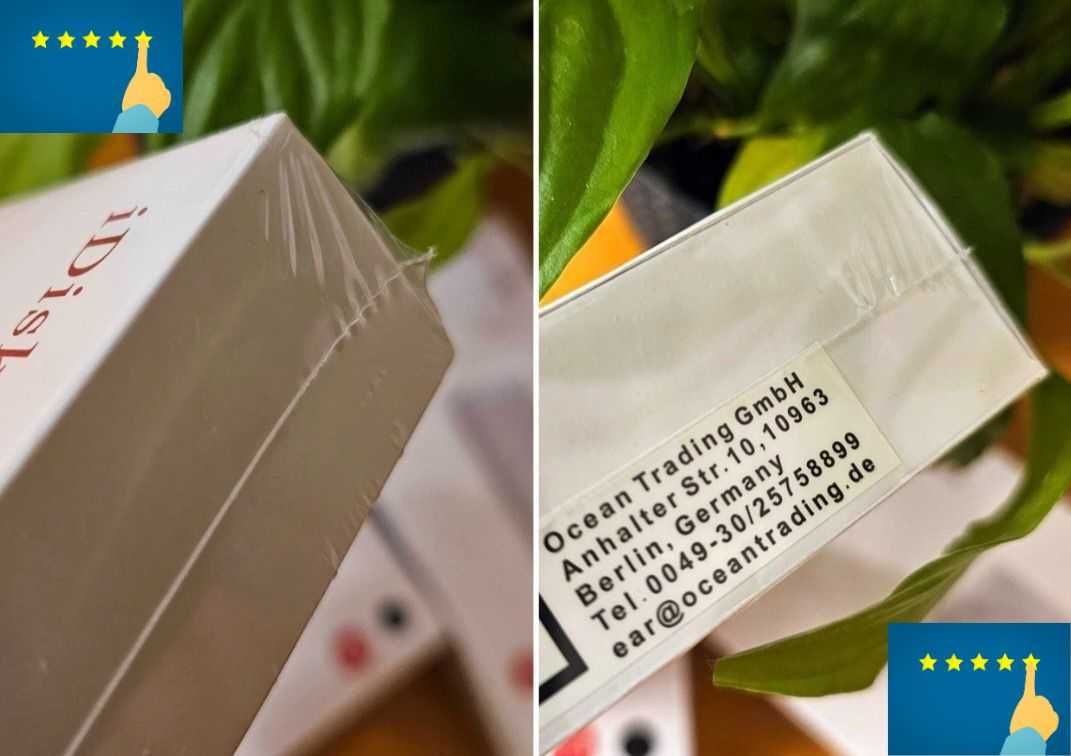 iDisk
Ocean Trading GmbH
Anhalter Str.10,10963
Berlin, Germany
Tel.0049-30/25758899
ear@oceantrading.de